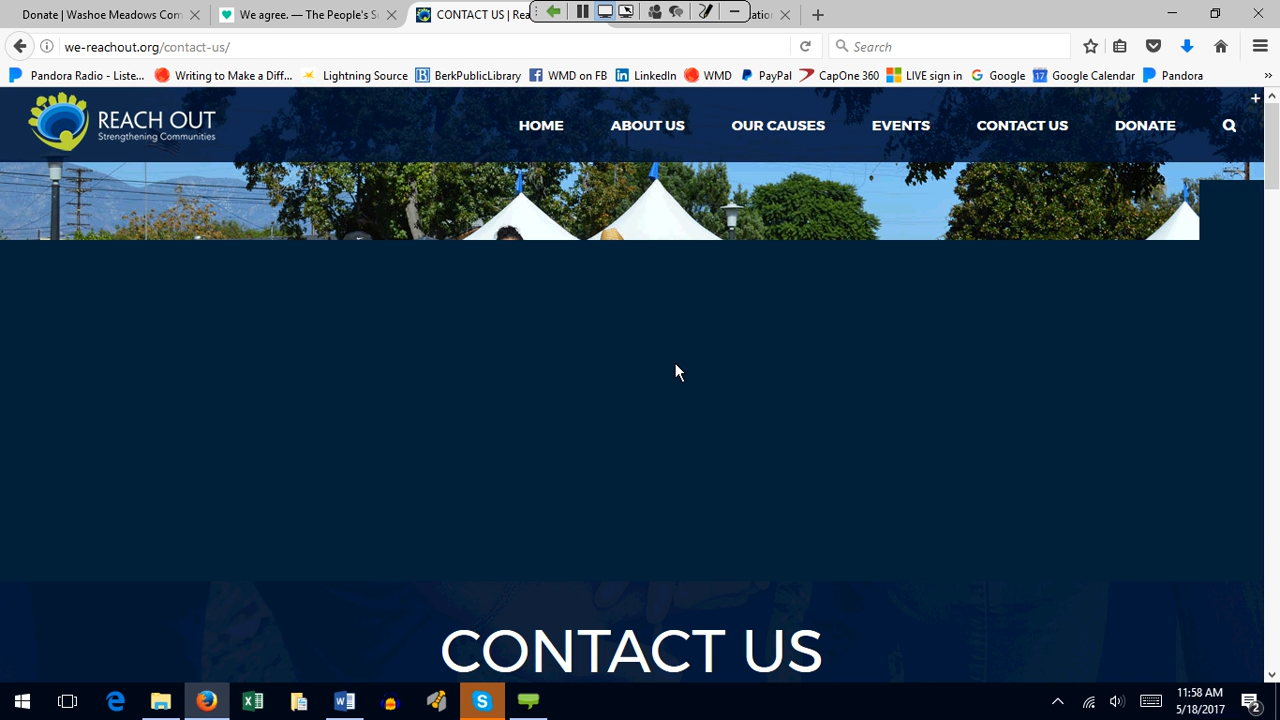 Donate | Washoe Meadows Com
We agree. — The People's S
CONTACT US | Rea
we-reachout.org/contact-us/
Search
Pandora Radio - Liste...
Writing to Make a Diff...
Lightning Source
BerkPublicLibrary
WMD on FB
LinkedIn
WMD
PayPal
CapOne 360
LIVE sign in
Google
Google Calendar
Pandora
REACH OUT
Strengthening Communities
HOME
ABOUT US
OUR CAUSES
EVENTS
CONTACT US
DONATE
CONTACT US
11:58 AM
5/18/2017
2